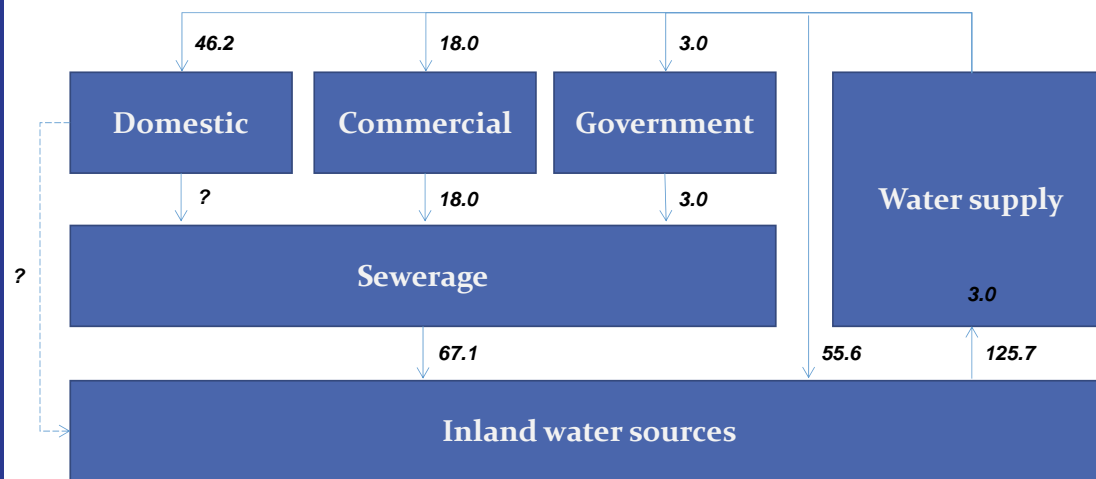 46.2
18.0
3.0
Domestic
Commercial
Government
Water supply
?
18.0
3.0
Sewerage
?
3.0
67.1
55.6
125.7
Inland water sources